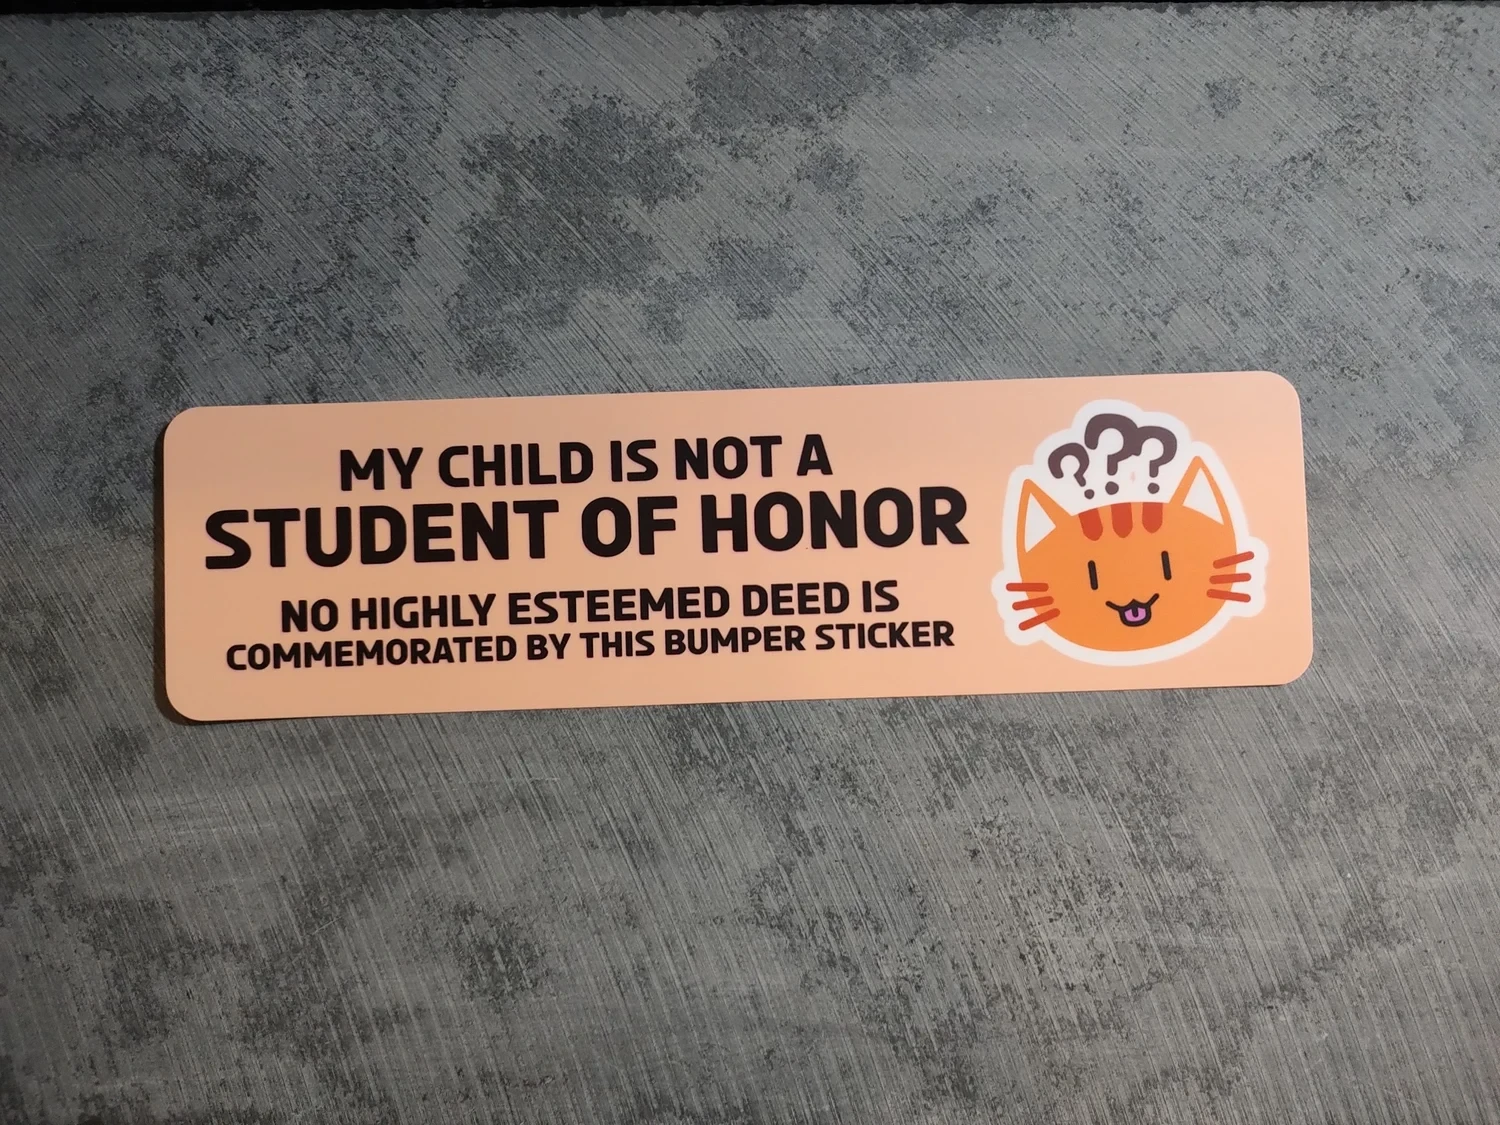 MY CHILD IS NOT A
STUDENT OF HONOR
NO HIGHLY ESTEEMED DEED IS
COMMEMORATED BY THIS BUMPER STICKER
???